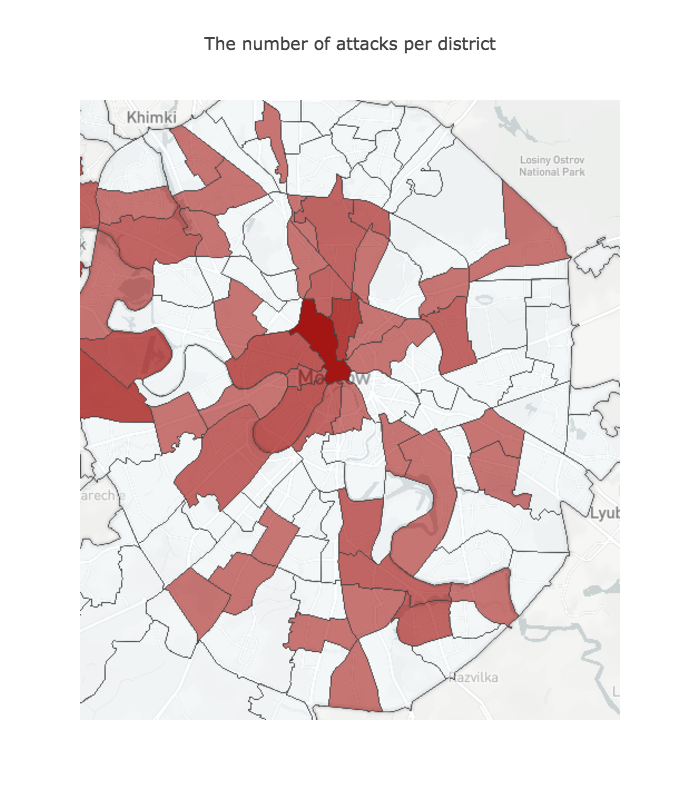 The number of attacks per district
Khimki
Losiny Ostrov
National Park
k
Moscow
arech e
Lyub
Razvilka
L